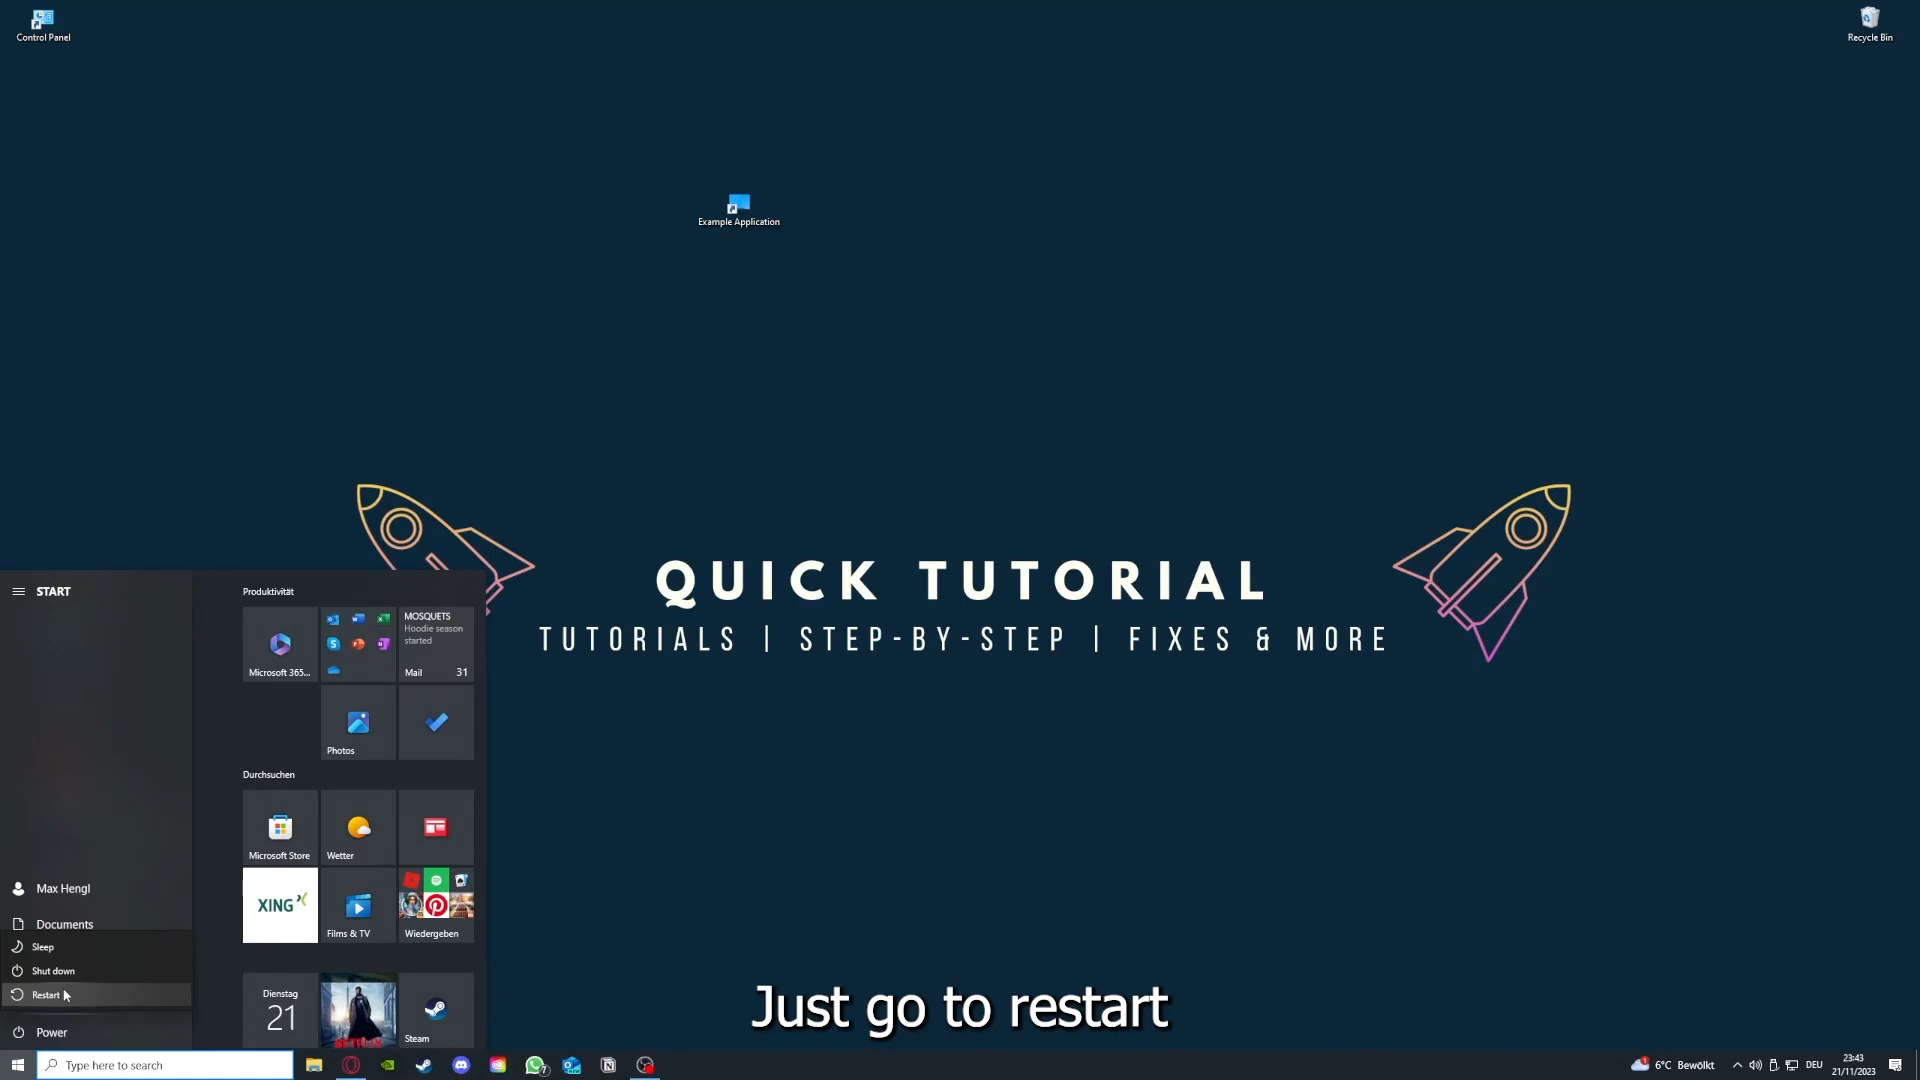 Control Panel
Recycle Bin
Example Application
QUICK TUTORIAL
TUTORIALS | STEP-BY-STEP | FIXES & MORE
START
Produktivität
Microsoft 365...
MOSQUETS
Hoodie season
started
Mail 31
Photos
Durchsuchen
Microsoft Store
Wetter
XING
Films & TV
Wiedergeben
Max Hengl
Documents
Sleep
Shut down
Restart
Power
Dienstag
21
NETFLIX
Steam
Just go to restart
Type here to search
7
1
6°C Bewölkt
DEU
23:43
21/11/2023